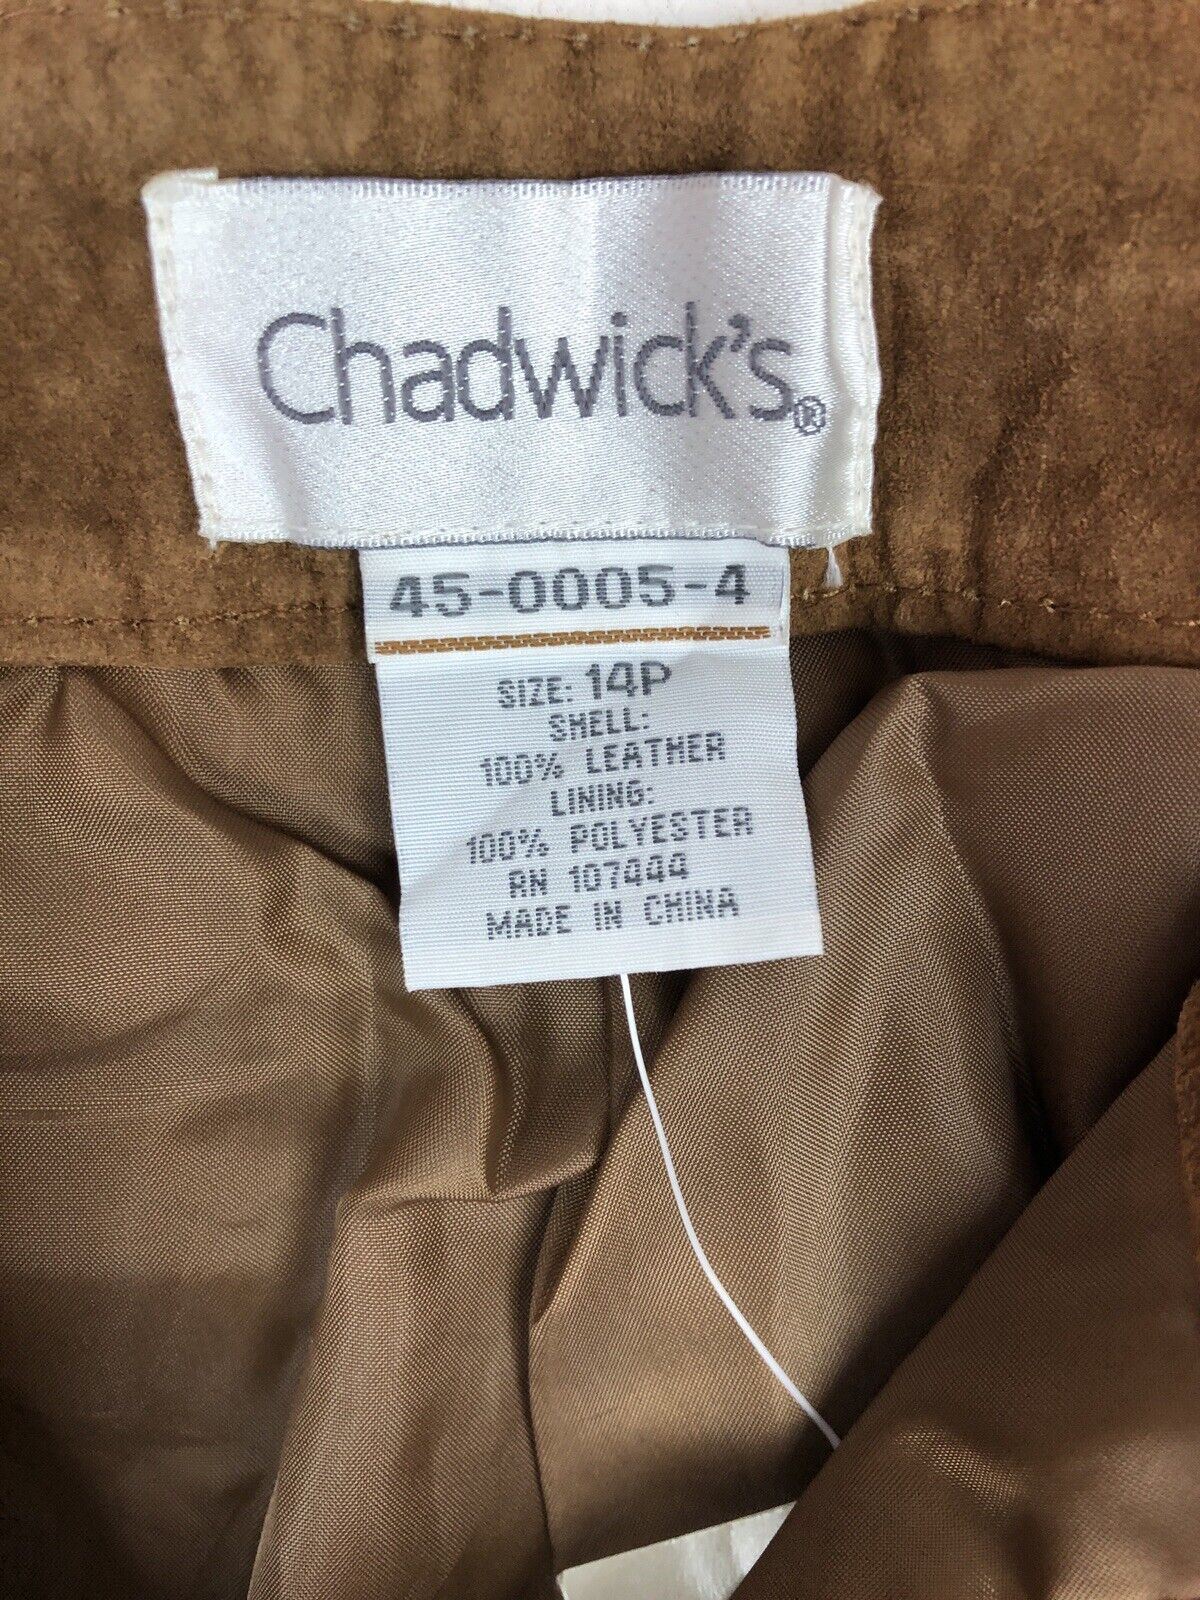 Chadwick's®
45-0005-4
SIZE: 14P
SHELL:
100% LEATHER
LINING:
100% POLYESTER
RN 107444
MADE IN CHINA